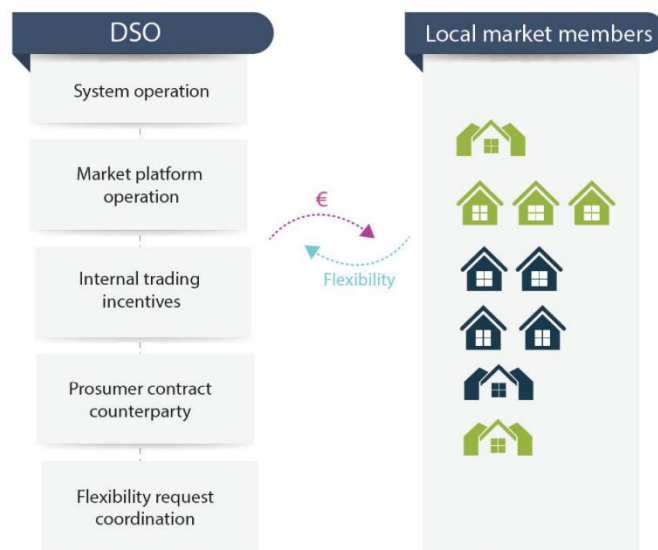 DSO
System operation
Market platform
operation
Internal trading
incentives
Prosumer contract
counterparty
Flexibility request
coordination
€
Flexibility
Local market members